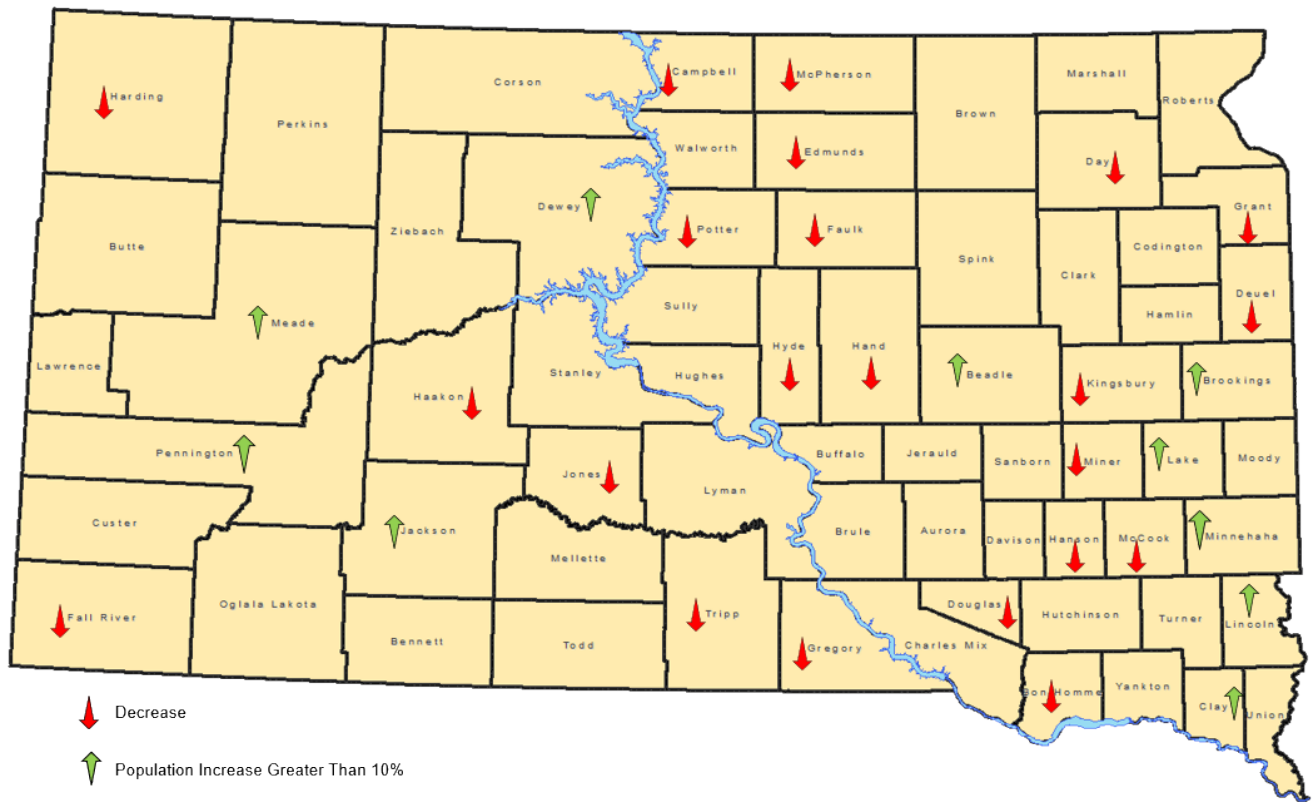 Harding
Perkins
Corson
Campbell
McPherson
Brown
Marshall
Roberts
Walworth
Edmunds
Day
Butte
Ziebach
Dewey
Potter
Faulk
Spink
Clark
Codington
Grant
Meade
Sully
Hyde
Hand
Hamlin
Deuel
Lawrence
Haakon
Stanley
Hughes
Beadle
Kingsbury
Brookings
Pennington
Jones
Lyman
Buffalo
Jerauld
Sanborn
Miner
Lake
Moody
Custer
Jackson
Mellette
Brule
Aurora
Davison
Hanson
McCook
Minnehaha
Fall River
Oglala Lakota
Bennett
Todd
Tripp
Gregory
Charles Mix
Douglas
Hutchinson
Turner
Lincoln
Bon Homme
Yankton
Clay
Union
Decrease
Population Increase Greater Than 10%